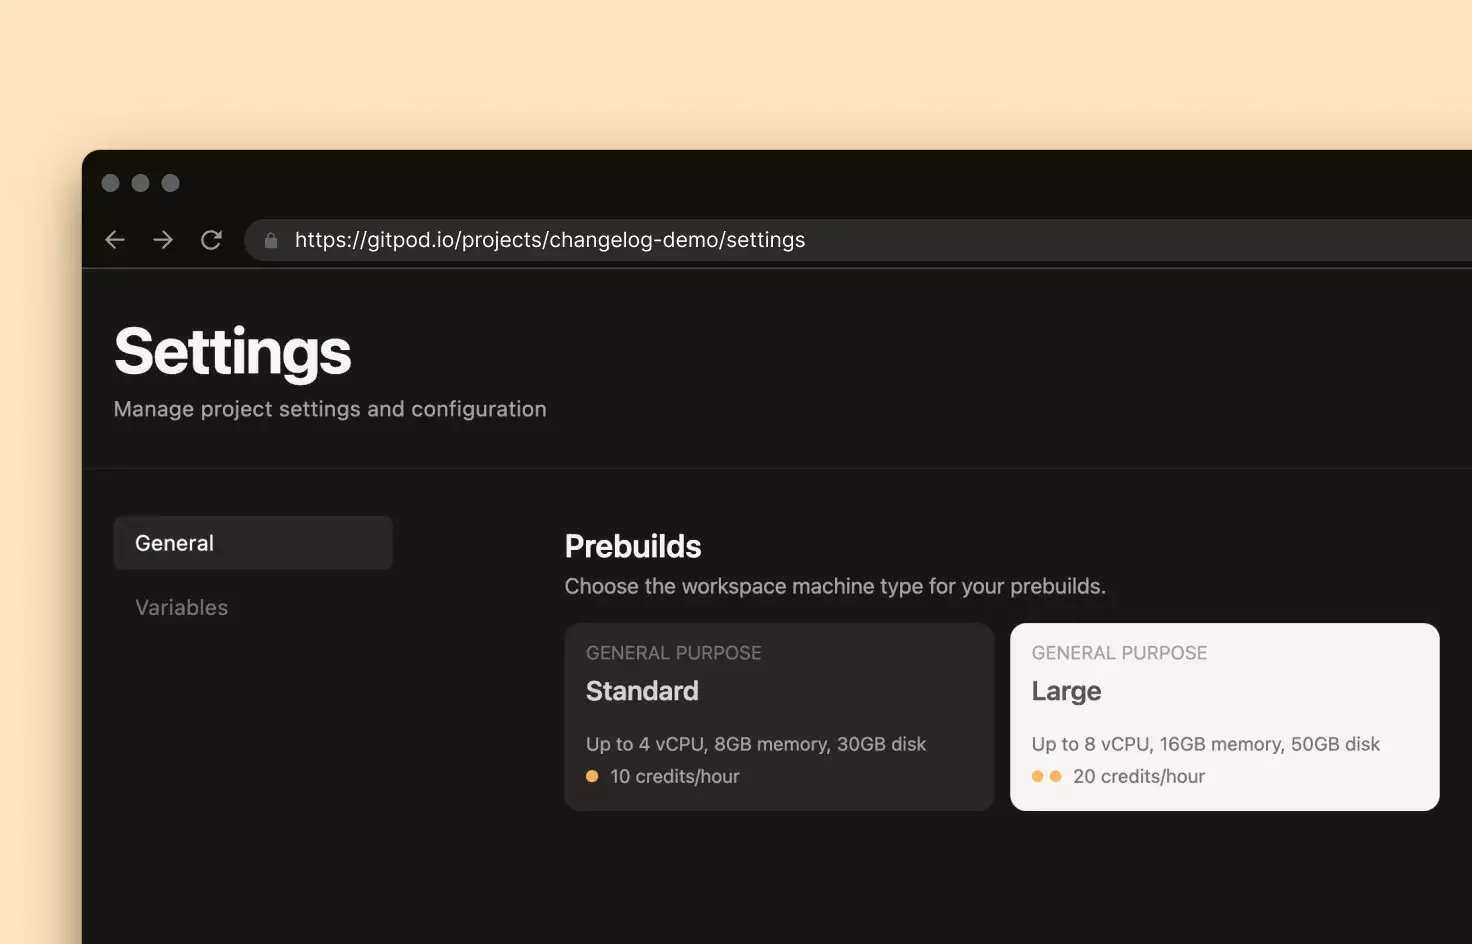 https://gitpod.io/projects/changelog-demo/settings
Settings
Manage project settings and configuration
General
Variables
Prebuilds
Choose the workspace machine type for your prebuilds.
GENERAL PURPOSE
Standard
Up to 4 vCPU, 8GB memory, 30GB disk
10 credits/hour
GENERAL PURPOSE
Large
Up to 8 vCPU, 16GB memory, 50GB disk
20 credits/hour